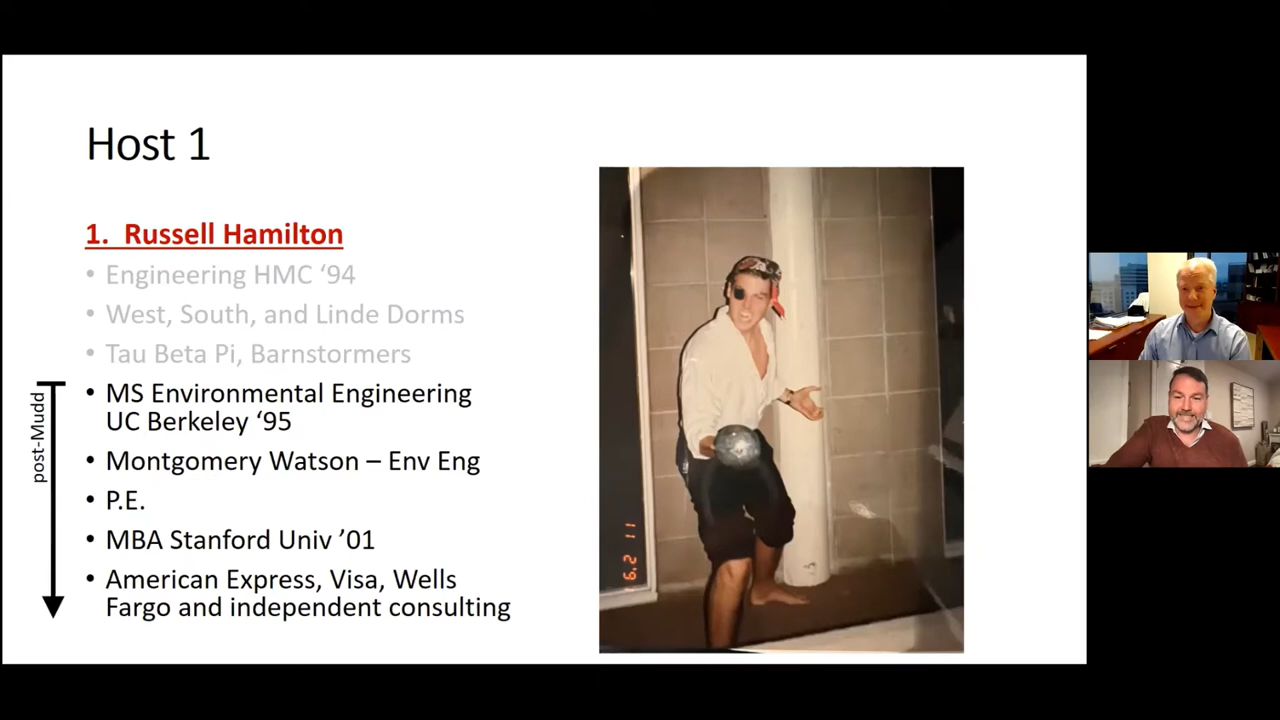 Host 1
1. Russell Hamilton
• Engineering HMC ‘94
• West, South, and Linde Dorms
• Tau Beta Pi, Barnstormers
post-Mudd
• MS Environmental Engineering
UC Berkeley ‘95
• Montgomery Watson – Env Eng
• P.E.
• MBA Stanford Univ ’01
• American Express, Visa, Wells
Fargo and independent consulting